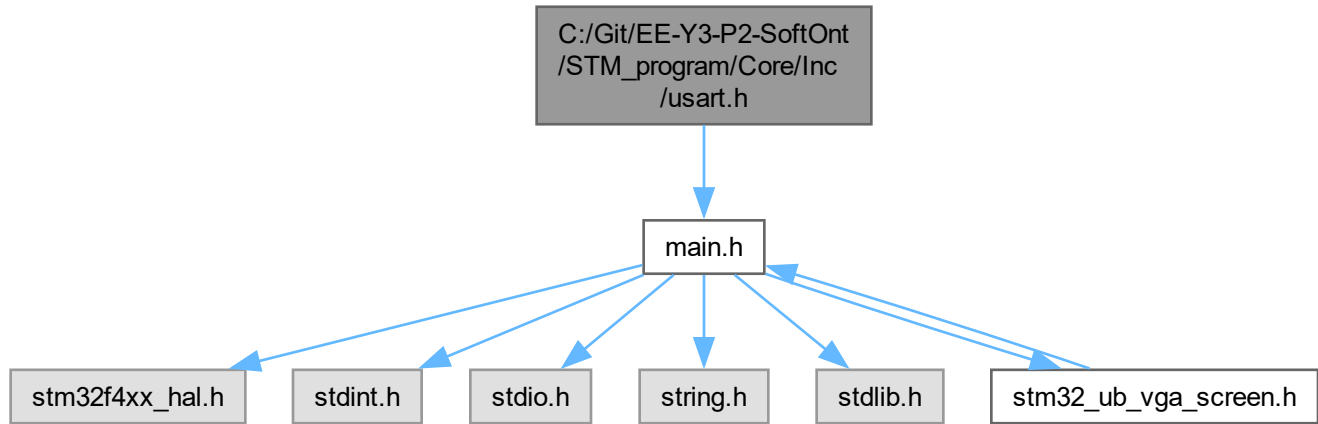 C:/Git/EE-Y3-P2-SoftOnt
/STM_program/Core/Inc
/usart.h
main.h
stm32f4xx_hal.h
stdint.h
stdio.h
string.h
stdlib.h
stm32_ub_vga_screen.h